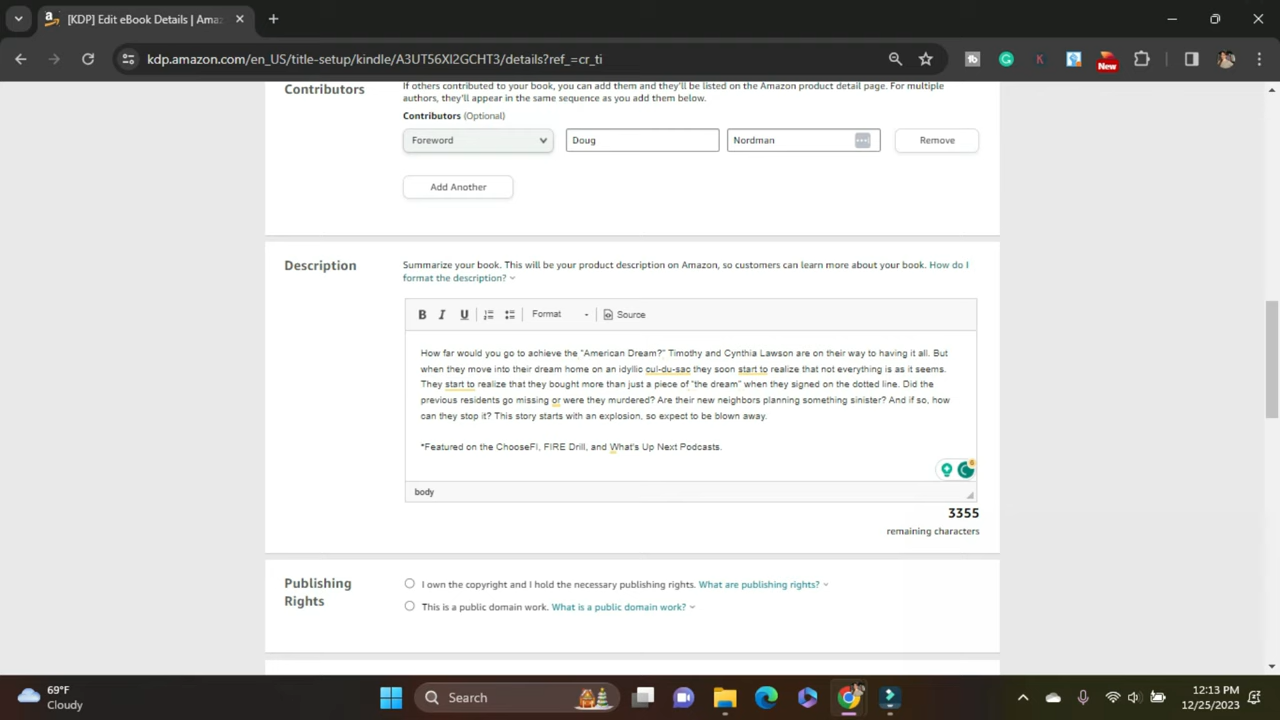 [KDP] Edit eBook Details | Ama
kdp.amazon.com/en_US/title-setup/kindle/A3UT56XI2GCHT3/details?ref_=cr_ti
New
Contributors
If others contributed to your book, you can add them and they'll be listed on the Amazon product detail page. For multiple
authors, they'll appear in the same sequence as you add them below.
Contributors (Optional)
Foreword
Doug
Nordman
Remove
Add Another
Description
Summarize your book. This will be your product description on Amazon, so customers can learn more about your book. How do I
format the description?
B I U Format Source
How far would you go to achieve the "American Dream?" Timothy and Cynthia Lawson are on their way to having it all. But
when they move into their dream home on an idyllic cul-du-sac they soon start to realize that not everything is as it seems.
They start to realize that they bought more than just a piece of "the dream" when they signed on the dotted line. Did the
previous residents go missing or were they murdered? Are their new neighbors planning something sinister? And if so, how
can they stop it? This story starts with an explosion, so expect to be blown away.
*Featured on the ChooseFI, FIRE Drill, and What's Up Next Podcasts.
body
3355
remaining characters
Publishing
Rights
I own the copyright and I hold the necessary publishing rights. What are publishing rights?
This is a public domain work. What is a public domain work?
69°F
Cloudy
Search
12:13 PM
12/25/2023